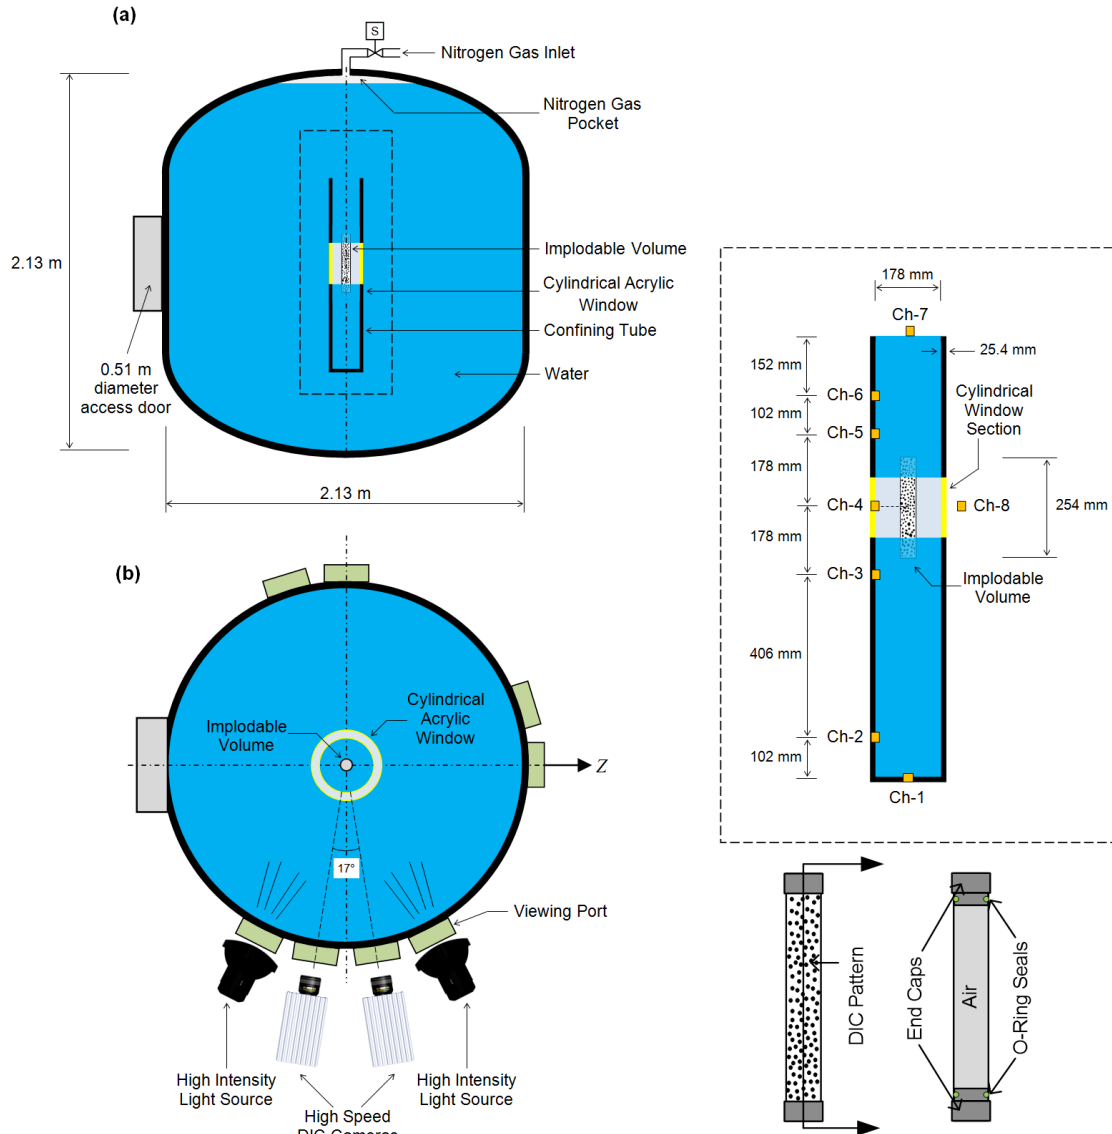 (a)
S
Nitrogen Gas Inlet
Nitrogen Gas
Pocket
Implodable Volume
Cylindrical Acrylic
Window
Confining Tube
Water
2.13 m
0.51 m
diameter
access door
2.13 m
178 mm
Ch-7
25.4 mm
152 mm
Ch-6
Cylindrical
Window
Section
102 mm
Ch-5
178 mm
Ch-4
Ch-8
254 mm
178 mm
Ch-3
Implodable
Volume
406 mm
Ch-2
102 mm
Ch-1
(b)
Cylindrical
Acrylic
Window
Implodable
Volume
Z
17°
Viewing Port
High Intensity
Light Source
High Speed
DIC Cameras
High Intensity
Light Source
DIC Pattern
End Caps
Air
O-Ring Seals